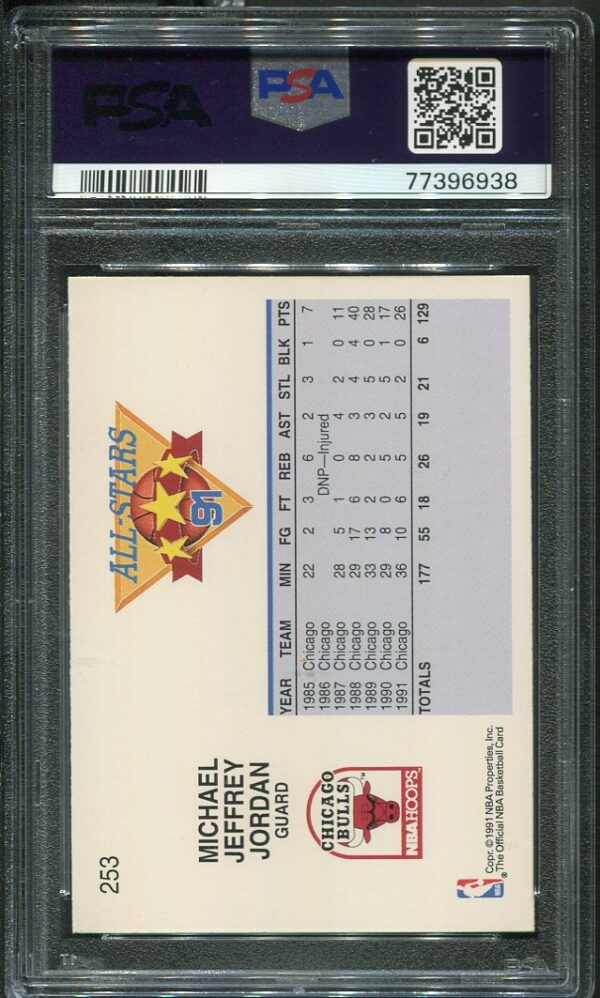 PSA
PSA
77396938
253
MICHAEL
JEFFREY
JORDAN
GUARD
CHICAGO
BULLS
TM
NBA HOOPS®
ALL-STARS
91
YEAR TEAM MIN FG FT REB AST STL BLK PTS
1985 Chicago 22 2 3 6 2 3 1 7
1986 Chicago DNP—Injured
1987 Chicago 28 5 1 0 4 2 0 11
1988 Chicago 29 17 6 8 3 4 4 40
1989 Chicago 33 13 2 2 3 5 0 28
1990 Chicago 29 8 0 5 2 5 1 17
1991 Chicago 36 10 6 5 5 2 0 26
TOTALS 177 55 18 26 19 21 6 129
NBA
® Copr. © 1991 NBA Properties, Inc.
The Official NBA Basketball Card
PSA